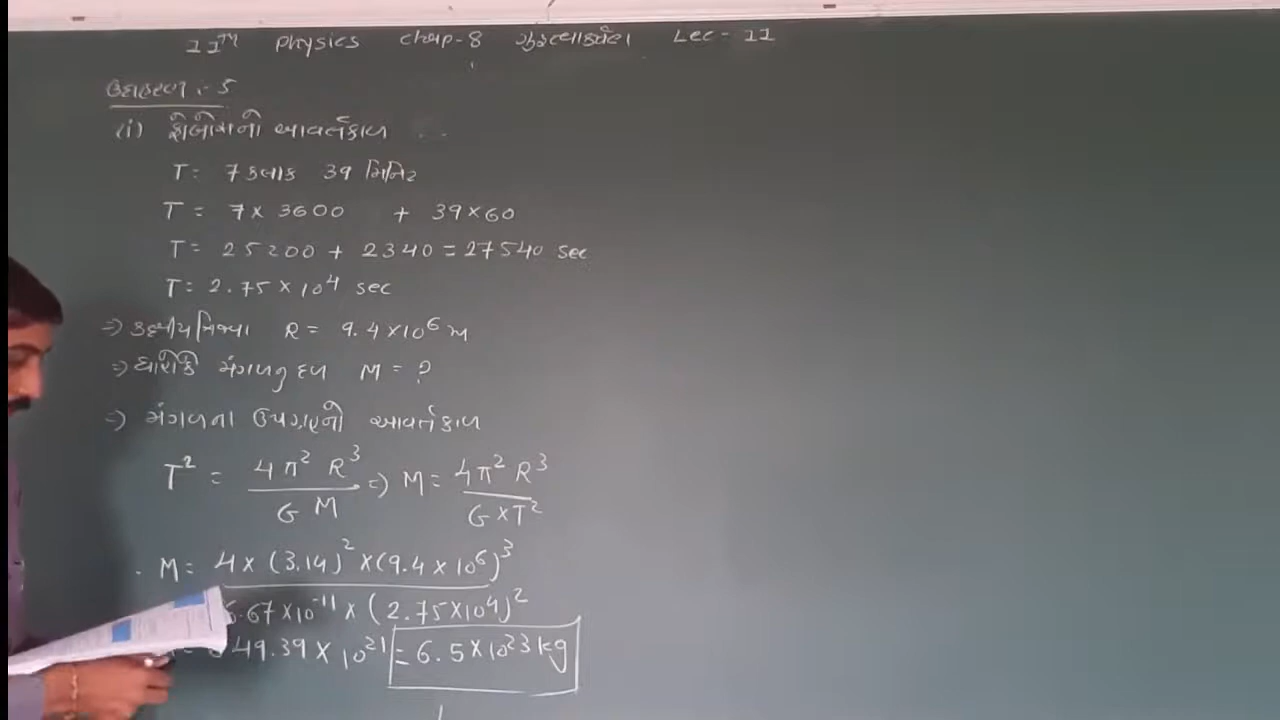 11TH Physics chap-8 ગુરુત્વાકર્ષણ Lec-11
ઉદાહરણ :- 5
(i) ફોબોસનો આવર્તકાળ
T = 7 કલાક 39 મિનિટ
T = 7 × 3600 + 39 × 60
T = 25200 + 2340 = 27540 sec
T = 2.75 × 10⁴ sec
⇒ કક્ષીય ત્રિજ્યા R = 9.4 × 10⁶ m
⇒ ધારોકે મંગળનું દળ M = ?
⇒ મંગળના ઉપગ્રહનો આવર્તકાળ
T² = 4π² R³ / G M ⇒ M = 4π² R³ / G × T²
M = 4 × (3.14)² × (9.4 × 10⁶)³
6.67 × 10⁻¹¹ × (2.75 × 10⁴)²
49.39 × 10²¹ = 6.5 × 10²³ kg